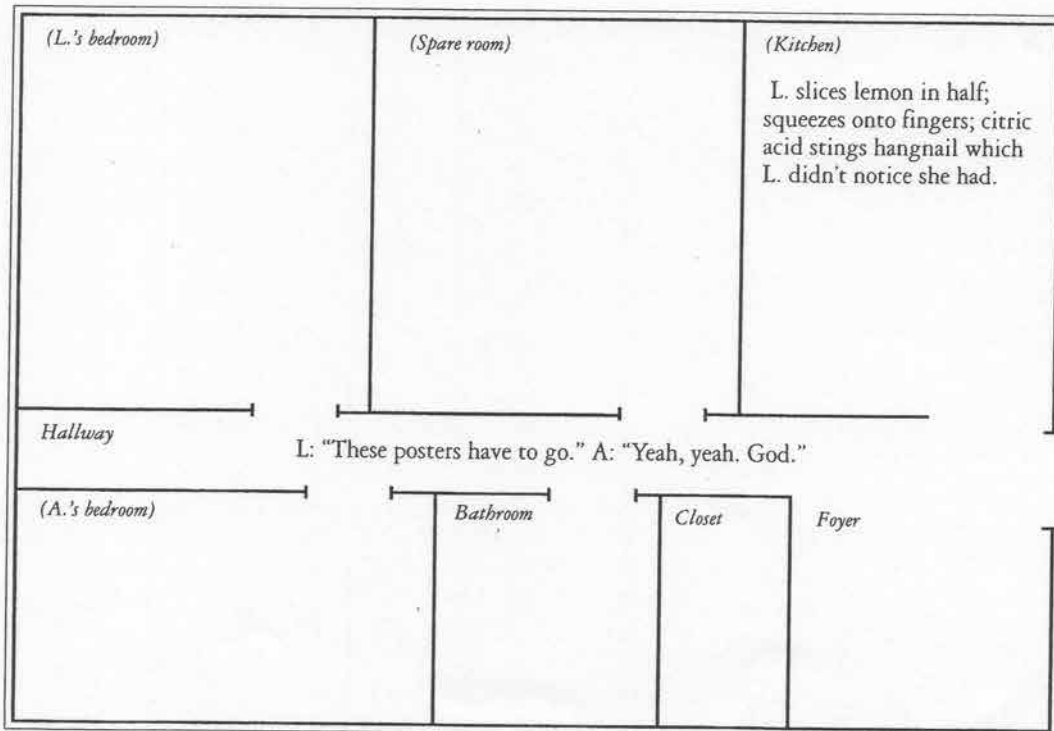 (L.'s bedroom)
(Spare room)
(Kitchen)
L. slices lemon in half;
squeezes onto fingers; citric
acid stings hangnail which
L. didn't notice she had.
Hallway
L: “These posters have to go.” A: “Yeah, yeah. God.”
(A.'s bedroom)
Bathroom
Closet
Foyer